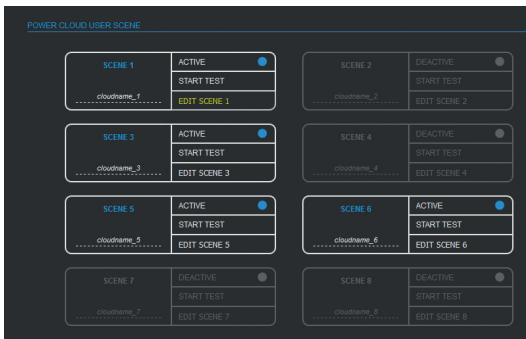 POWER CLOUD USER SCENE
SCENE 1
cloudname_1
ACTIVE
START TEST
EDIT SCENE 1
SCENE 2
cloudname_2
DEACTIVE
START TEST
EDIT SCENE 2
SCENE 3
cloudname_3
ACTIVE
START TEST
EDIT SCENE 3
SCENE 4
cloudname_4
DEACTIVE
START TEST
EDIT SCENE 4
SCENE 5
cloudname_5
ACTIVE
START TEST
EDIT SCENE 5
SCENE 6
cloudname_6
ACTIVE
START TEST
EDIT SCENE 6
SCENE 7
cloudname_7
DEACTIVE
START TEST
EDIT SCENE 7
SCENE 8
cloudname_8
DEACTIVE
START TEST
EDIT SCENE 8